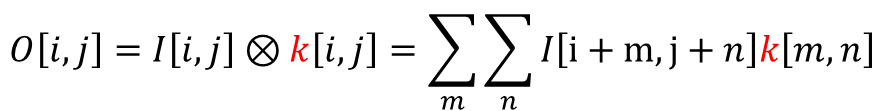 O[i,j] = I[i,j] ⊗ k[i,j] = ∑_m ∑_n I[i + m, j + n]k[m,n]